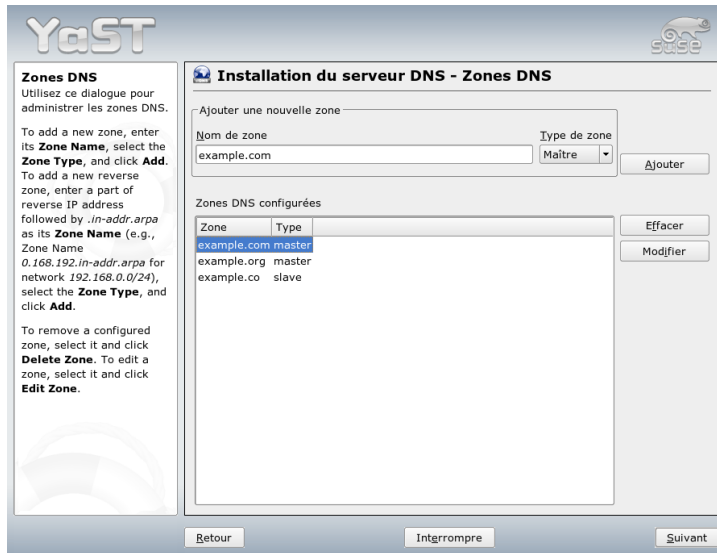 YaST
SUSE
Zones DNS
Utilisez ce dialogue pour
administrer les zones DNS.
To add a new zone, enter
its Zone Name, select the
Zone Type, and click Add.
To add a new reverse
zone, enter a part of
reverse IP address
followed by .in-addr.arpa
as its Zone Name (e.g.,
Zone Name
0.168.192.in-addr.arpa for
network 192.168.0.0/24),
select the Zone Type, and
click Add.
To remove a configured
zone, select it and click
Delete Zone. To edit a
zone, select it and click
Edit Zone.
Installation du serveur DNS - Zones DNS
Ajouter une nouvelle zone
Nom de zone
Type de zone
example.com
Maître
Ajouter
Zones DNS configurées
Zone Type
example.com master
example.org master
example.co slave
Effacer
Modifier
Retour
Interrompre
Suivant